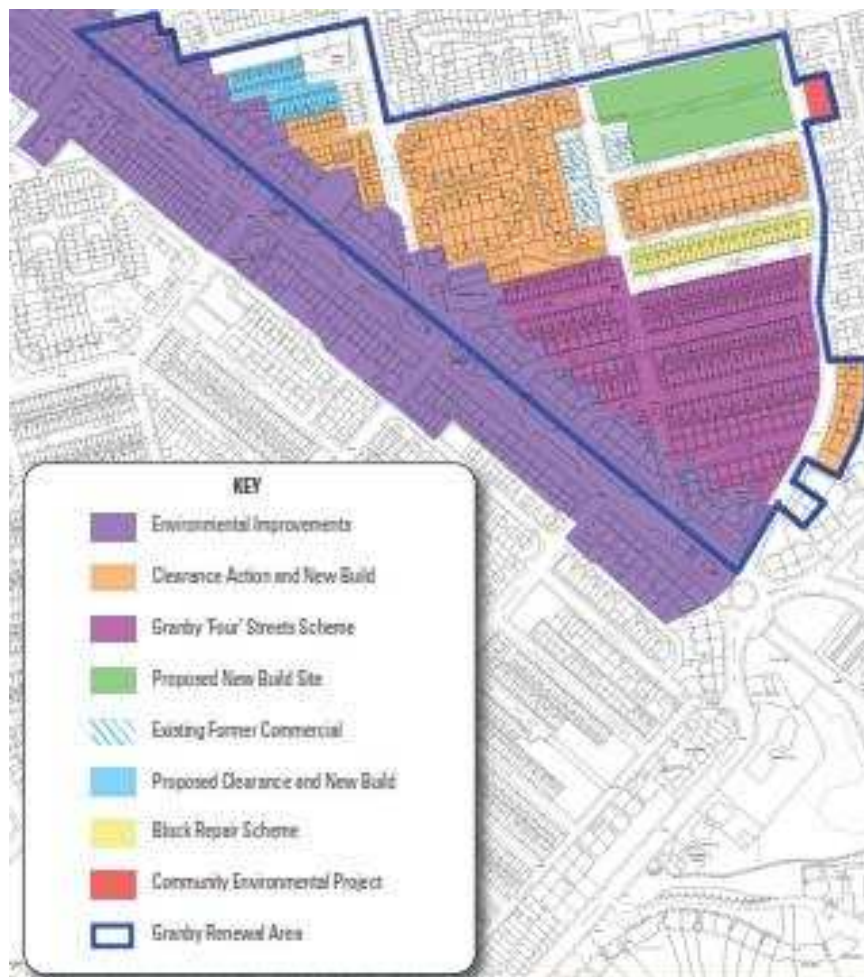 KEY
Environmental Improvements
Clearance Action and New Build
Granby 'Four' Streets Scheme
Proposed New Build Site
Existing Former Commercial
Proposed Clearance and New Build
Block Repair Scheme
Community Environmental Project
Granby Renewal Area